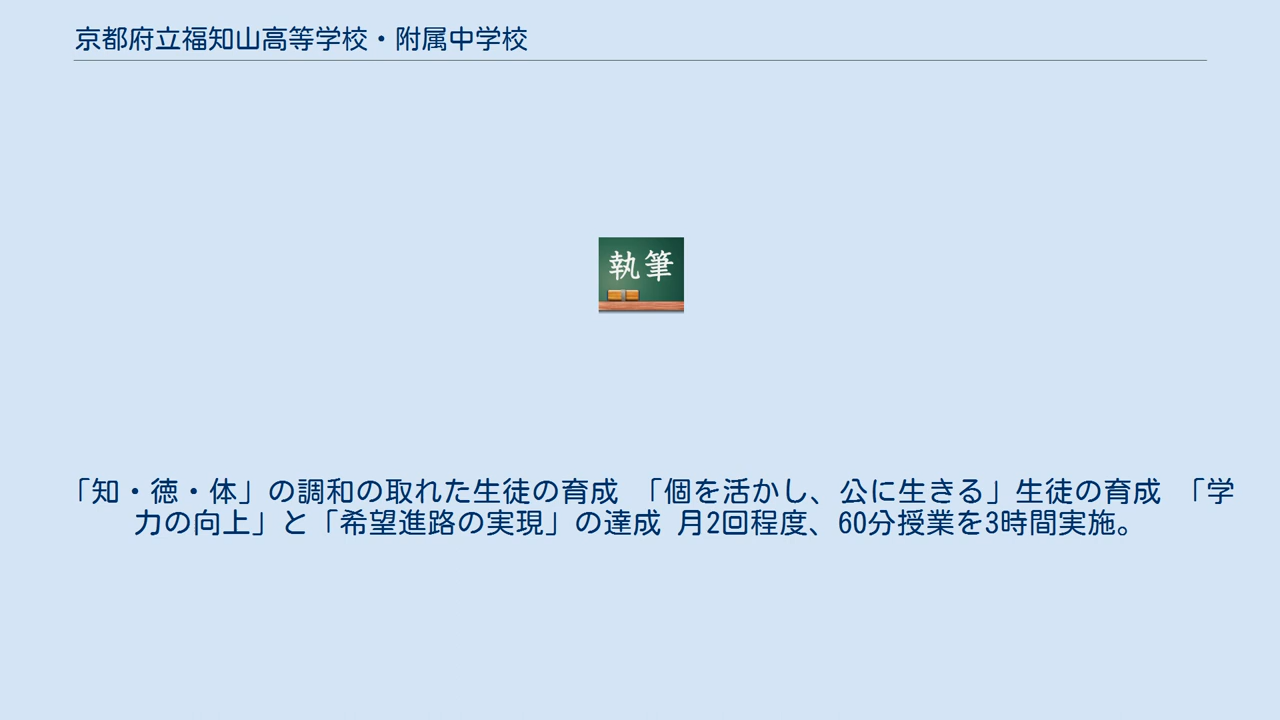 京都府立福知山高等学校・附属中学校
執筆
「知・徳・体」の調和の取れた生徒の育成 「個を活かし、公に生きる」生徒の育成 「学
力の向上」と「希望進路の実現」の達成 月2回程度、60分授業を3時間実施。